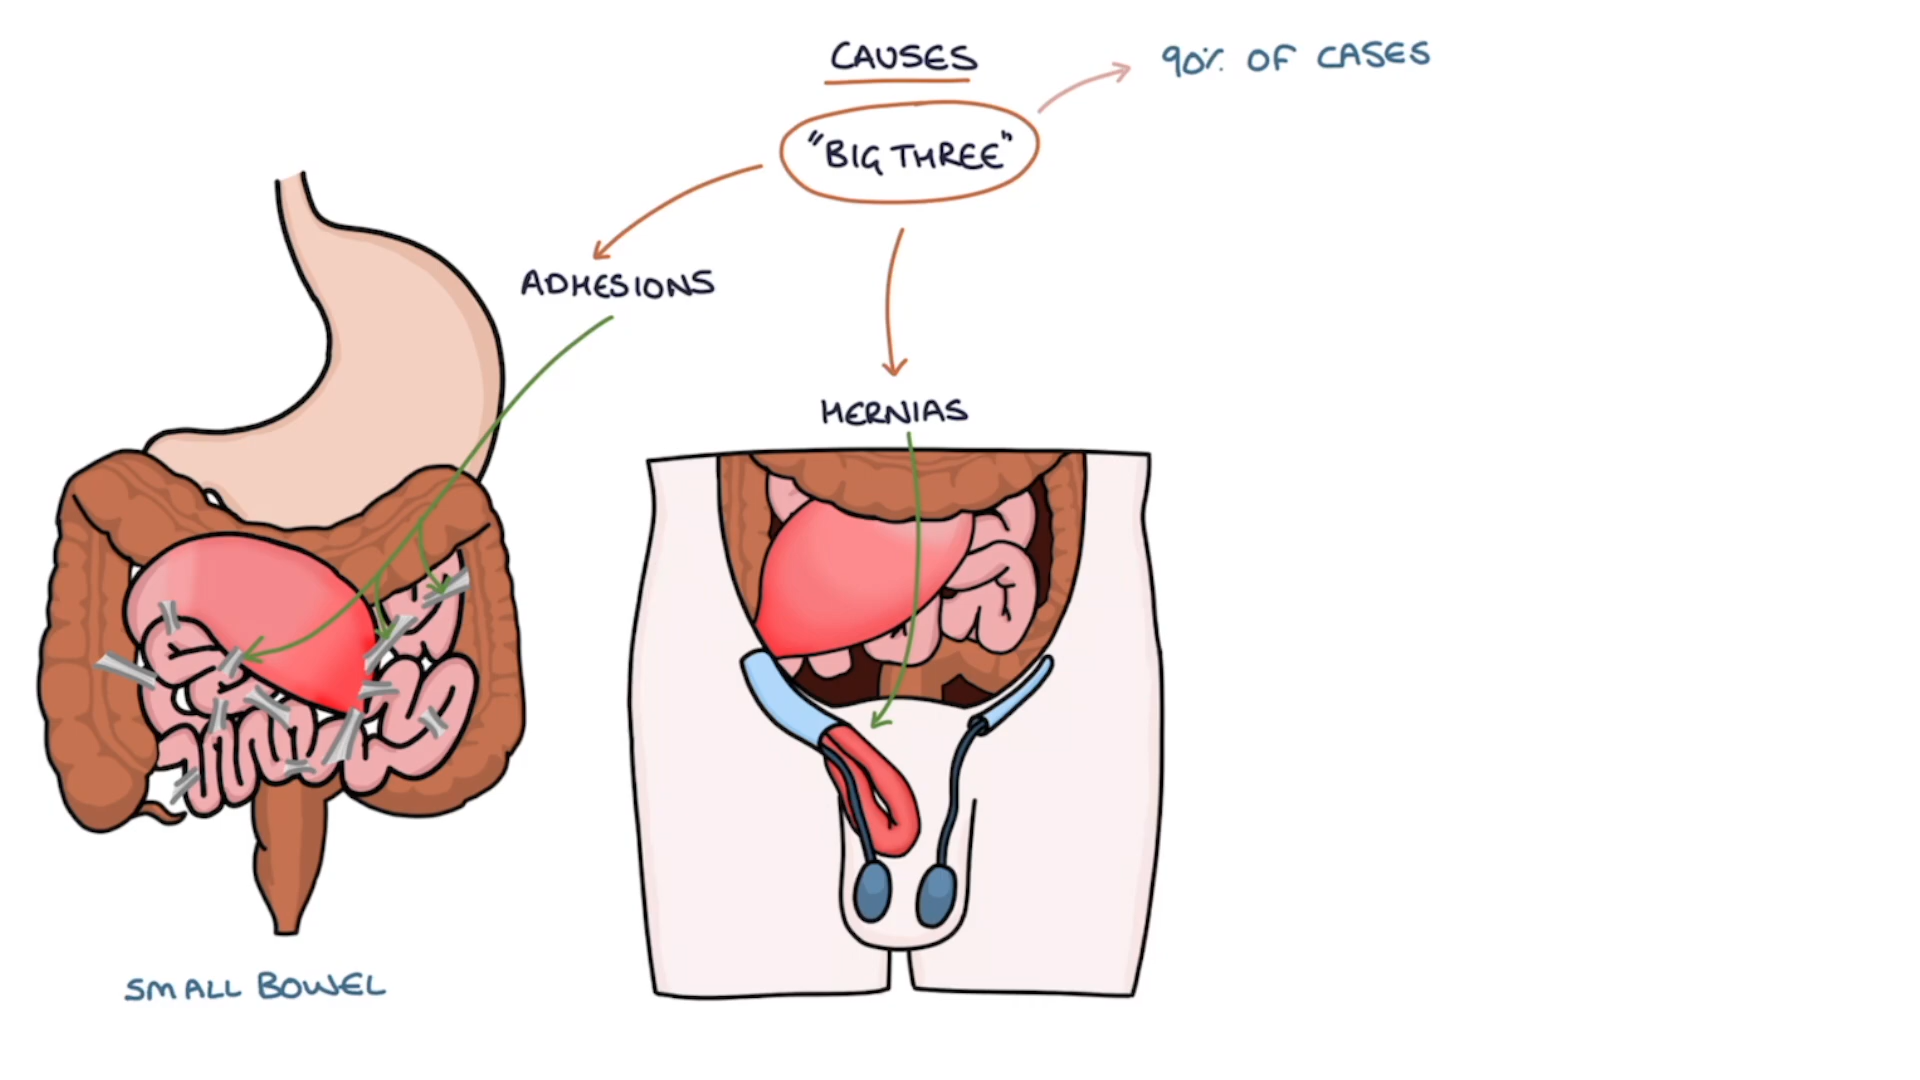 CAUSES
90% OF CASES
"BIG THREE"
ADHESIONS
HERNIAS
SMALL BOWEL